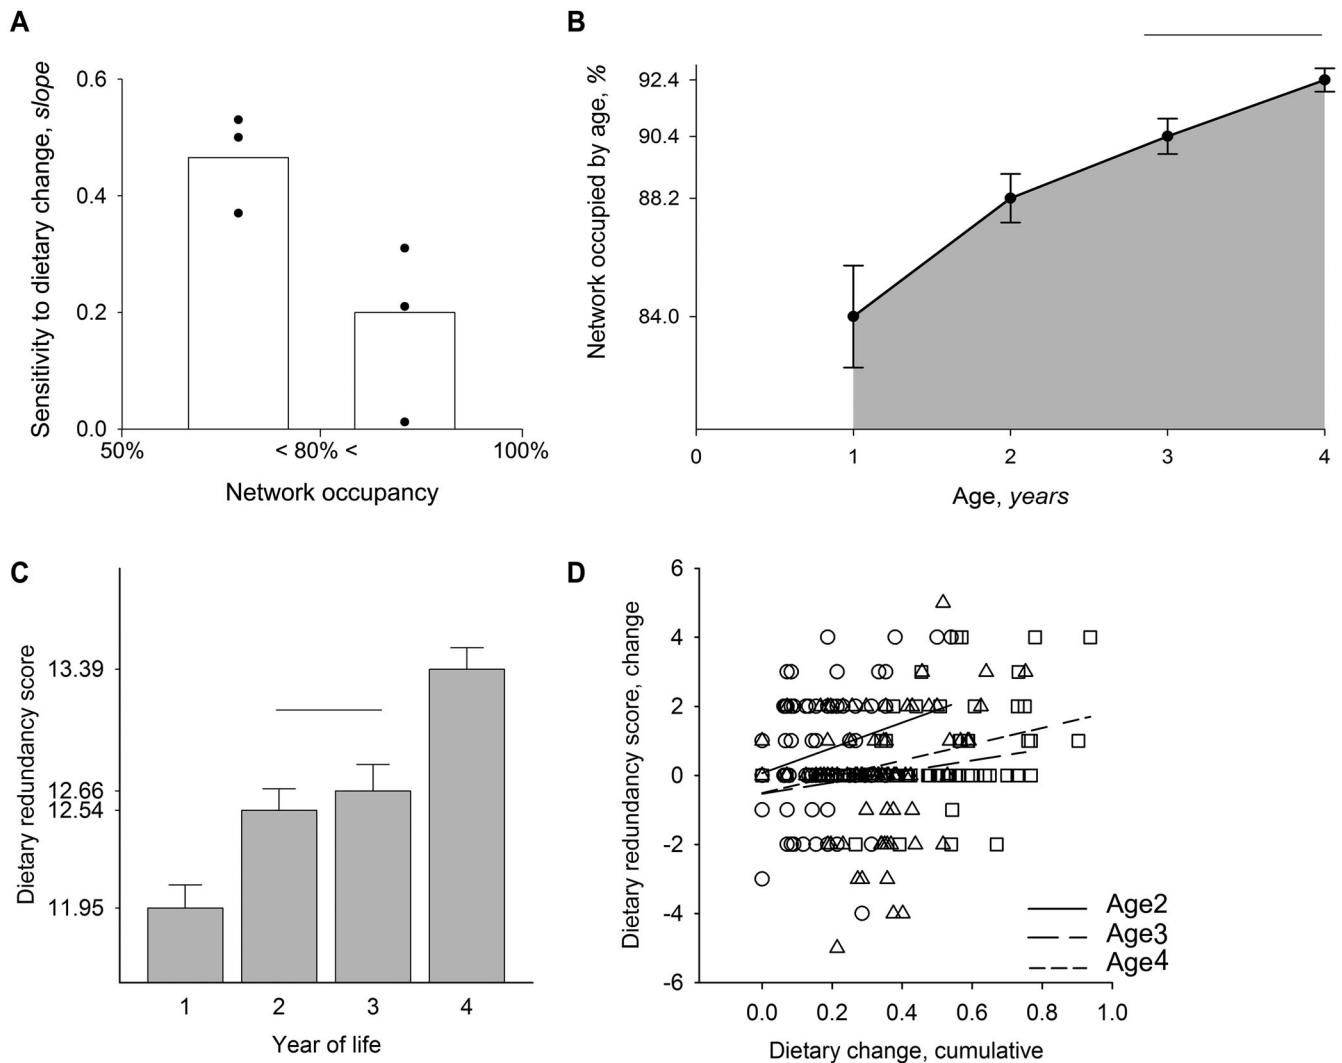 A
Sensitivity to dietary change, slope
0.6
0.4
0.2
0.0
50%
< 80% <
100%
Network occupancy
B
Network occupied by age, %
92.4
90.4
88.2
84.0
0
1
2
3
4
Age, years
C
Dietary redundancy score
13.39
12.66
12.54
11.95
1
2
3
4
Year of life
D
Dietary redundancy score, change
6
4
2
0
-2
-4
-6
Age2
Age3
Age4
0.0
0.2
0.4
0.6
0.8
1.0
Dietary change, cumulative